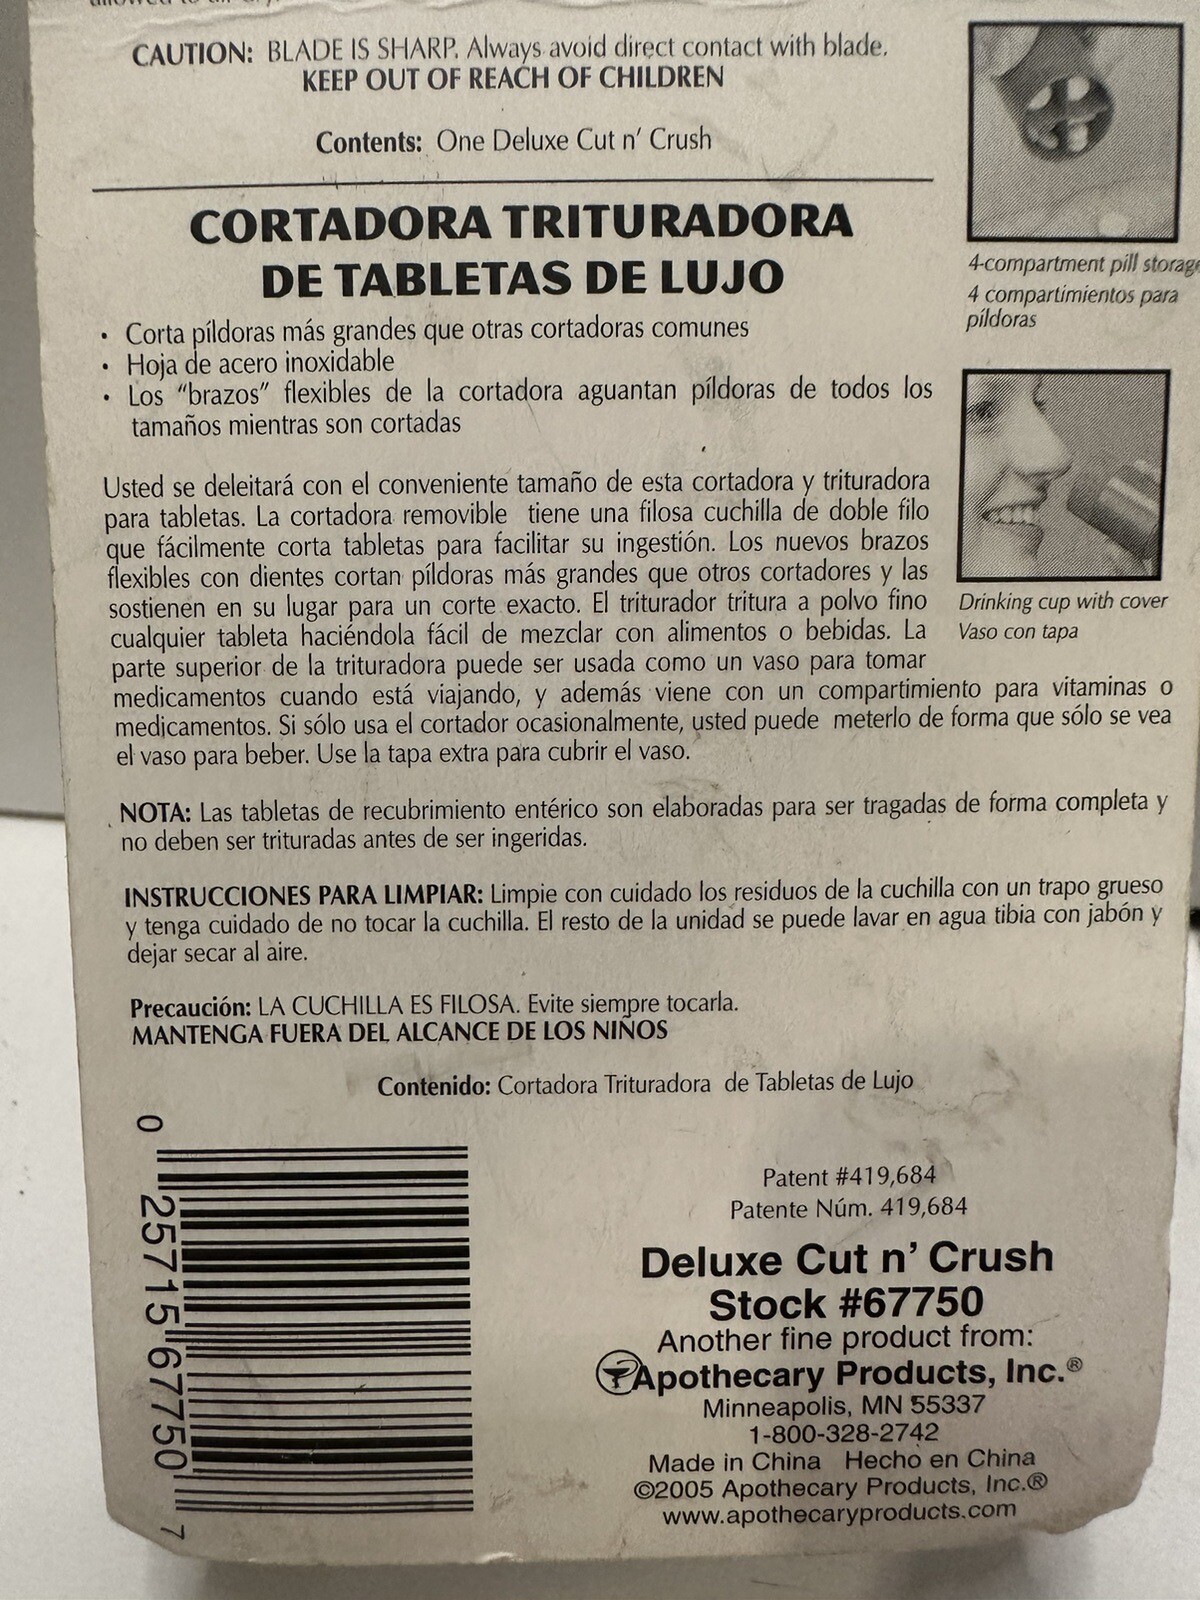 CAUTION: BLADE IS SHARP. Always avoid direct contact with blade.
KEEP OUT OF REACH OF CHILDREN
Contents: One Deluxe Cut n' Crush
CORTADORA TRITURADORA
DE TABLETAS DE LUJO
• Corta píldoras más grandes que otras cortadoras comunes
• Hoja de acero inoxidable
• Los "brazos" flexibles de la cortadora aguantan píldoras de todos los
tamaños mientras son cortadas
Usted se deleitará con el conveniente tamaño de esta cortadora y trituradora
para tabletas. La cortadora removible tiene una filosa cuchilla de doble filo
que fácilmente corta tabletas para facilitar su ingestión. Los nuevos brazos
flexibles con dientes cortan píldoras más grandes que otros cortadores y las
sostienen en su lugar para un corte exacto. El triturador tritura a polvo fino
cualquier tableta haciéndola fácil de mezclar con alimentos o bebidas. La
parte superior de la trituradora puede ser usada como un vaso para tomar
medicamentos cuando está viajando, y además viene con un compartimiento para vitaminas o
medicamentos. Si sólo usa el cortador ocasionalmente, usted puede meterlo de forma que sólo se vea
el vaso para beber. Use la tapa extra para cubrir el vaso.
NOTA: Las tabletas de recubrimiento entérico son elaboradas para ser tragadas de forma completa y
no deben ser trituradas antes de ser ingeridas.
INSTRUCCIONES PARA LIMPIAR: Limpie con cuidado los residuos de la cuchilla con un trapo grueso
y tenga cuidado de no tocar la cuchilla. El resto de la unidad se puede lavar en agua tibia con jabón y
dejar secar al aire.
Precaución: LA CUCHILLA ES FILOSA. Evite siempre tocarla.
MANTENGA FUERA DEL ALCANCE DE LOS NIÑOS
Contenido: Cortadora Trituradora de Tabletas de Lujo
4-compartment pill storage
4 compartimientos para
píldoras
Drinking cup with cover
Vaso con tapa
0 25715 67750 7
Patent #419,684
Patente Núm. 419,684
Deluxe Cut n' Crush
Stock #67750
Another fine product from:
Apothecary Products, Inc.®
Minneapolis, MN 55337
1-800-328-2742
Made in China Hecho en China
©2005 Apothecary Products, Inc.®
www.apothecaryproducts.com